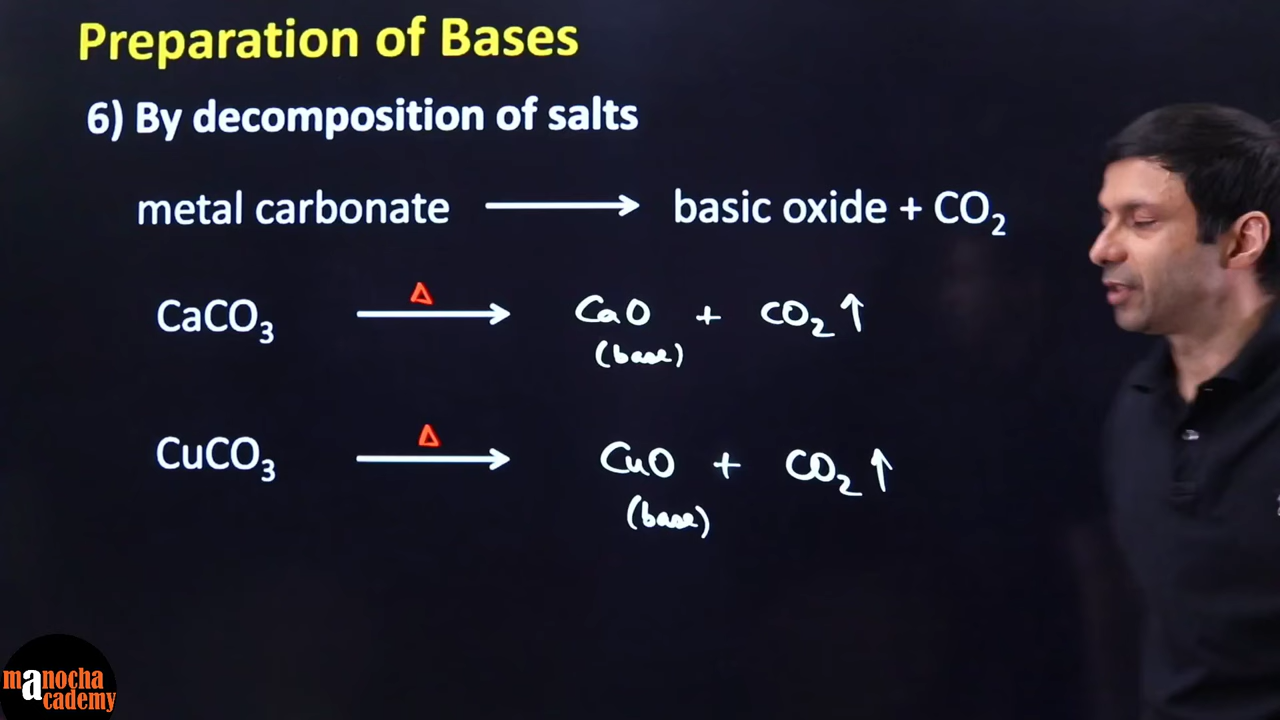 Preparation of Bases
6) By decomposition of salts
metal carbonate ⟶ basic oxide + CO₂
CaCO₃ Δ⟶ CaO + CO₂↑
(base)
CuCO₃ Δ⟶ CuO + CO₂↑
(base)
manocha
academy